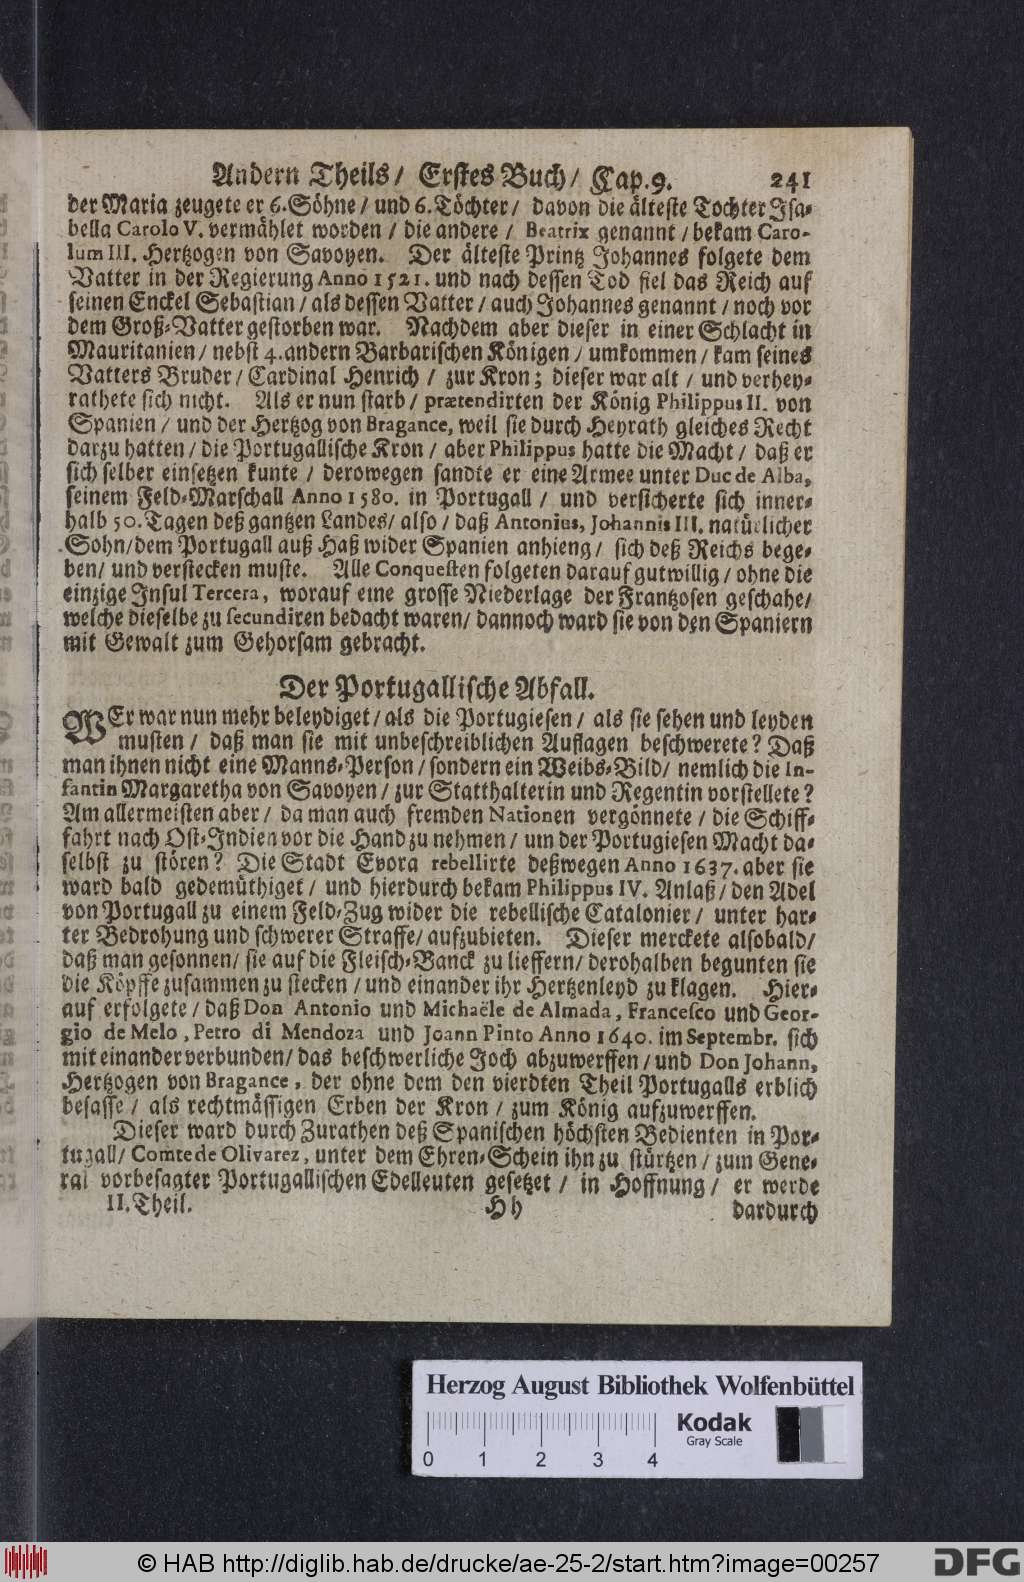 Andern Theils / Erstes Buch / Cap. 9. 241
der Maria zeugete er 6. Söhne / und 6. Töchter / davon die älteste Tochter Isa-
bella Carolo V. vermählet worden / die andere / Beatrix genannt / bekam Caro-
lum III. Hertzogen von Savoyen. Der älteste Printz Johannes folgete dem
Vatter in der Regierung Anno 1521. und nach dessen Tod fiel das Reich auf
seinen Enckel Sebastian / als dessen Vatter / auch Johannes genannt / noch vor
dem Groß-Vatter gestorben war. Nachdem aber dieser in einer Schlacht in
Mauritanien / nebst 4. andern Barbarischen Königen / umkommen / kam seines
Vatters Bruder / Cardinal Henrich / zur Kron; dieser war alt / und verhey-
rathete sich nicht. Als er nun starb / prætendirten der König Philippus II. von
Spanien / und der Hertzog von Bragance, weil sie durch Heyrath gleiches Recht
darzu hatten / die Portugallische Kron / aber Philippus hatte die Macht / daß er
sich selber einsetzen kunte / derowegen sandte er eine Armee unter Duc de Alba,
seinem Feld-Marschall Anno 1580. in Portugall / und versicherte sich inner-
halb 50. Tagen deß gantzen Landes / also / daß Antonius, Johannis III. natürlicher
Sohn / dem Portugall auß Haß wider Spanien anhieng / sich deß Reichs bege-
ben / und verstecken muste. Alle Conquesten folgeten darauf gutwillig / ohne die
einzige Insul Tercera, worauf eine grosse Niederlage der Frantzosen geschahe /
welche dieselbe zu secundiren bedacht waren / dannoch ward sie von den Spaniern
mit Gewalt zum Gehorsam gebracht.
Der Portugallische Abfall.
WEr war nun mehr beleydiget / als die Portugiesen / als sie sehen und leyden
musten / daß man sie mit unbeschreiblichen Auflagen beschwerete? Daß
man ihnen nicht eine Manns-Person / sondern ein Weibs-Bild / nemlich die In-
fantin Margaretha von Savoyen / zur Statthalterin und Regentin vorstellete?
Am allermeisten aber / da man auch fremden Nationen vergönnete / die Schiff-
fahrt nach Ost-Indien vor die Hand zu nehmen / um der Portugiesen Macht da-
selbst zu stören? Die Stadt Evora rebellirte deßwegen Anno 1637. aber sie
ward bald gedemüthiget / und hierdurch bekam Philippus IV. Anlaß / den Adel
von Portugall zu einem Feld-Zug wider die rebellische Catalonier / unter har-
ter Bedrohung und schwerer Straffe / aufzubieten. Dieser merckete alsobald /
daß man gesonnen / sie auf die Fleisch-Banck zu lieffern / derohalben begunten sie
die Köpffe zusammen zu stecken / und einander ihr Hertzenleyd zu klagen. Hier-
auf erfolgete / daß Don Antonio und Michaële de Almada, Francesco und Geor-
gio de Melo, Petro di Mendoza und Joann Pinto Anno 1640. im Septembr. sich
mit einander verbunden / das beschwerliche Joch abzuwerffen / und Don Johann,
Hertzogen von Bragance, der ohne dem den vierdten Theil Portugalls erblich
besasse / als rechtmässigen Erben der Kron / zum König aufzuwerffen.
Dieser ward durch Zurathen deß Spanischen höchsten Bedienten in Por-
tugall / Comte de Olivarez, unter dem Ehren-Schein ihn zu stürtzen / zum Gene-
ral vorbesagter Portugallischen Edelleuten gesetzet / in Hoffnung / er werde
II. Theil. Hh dardurch
Herzog August Bibliothek Wolfenbüttel
0 1 2 3 4
Kodak
Gray Scale
© HAB http://diglib.hab.de/drucke/ae-25-2/start.htm?image=00257
DFG